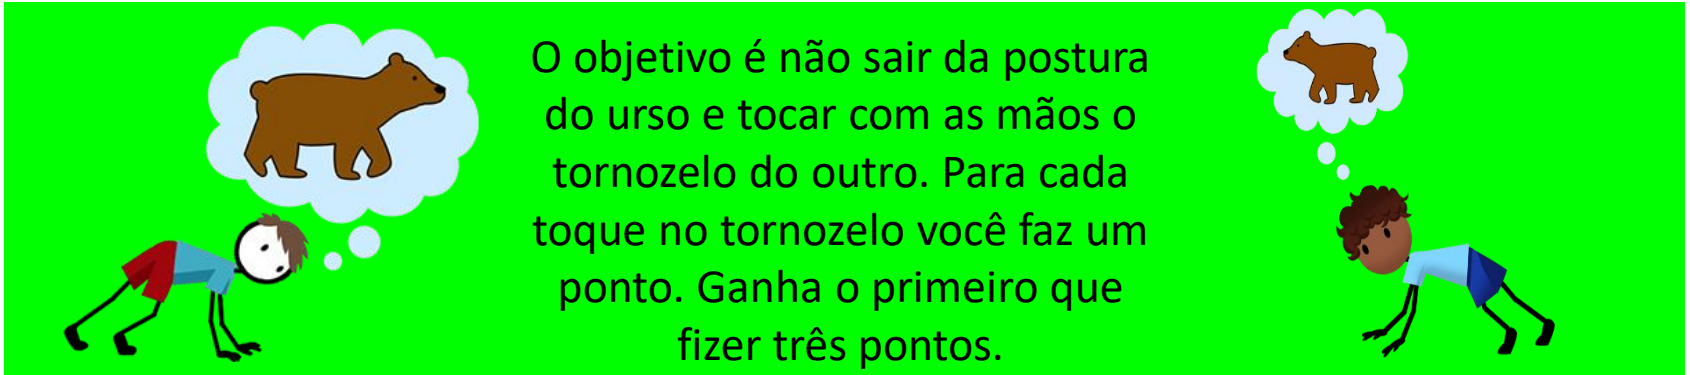 O objetivo é não sair da postura
do urso e tocar com as mãos o
tornozelo do outro. Para cada
toque no tornozelo você faz um
ponto. Ganha o primeiro que
fizer três pontos.